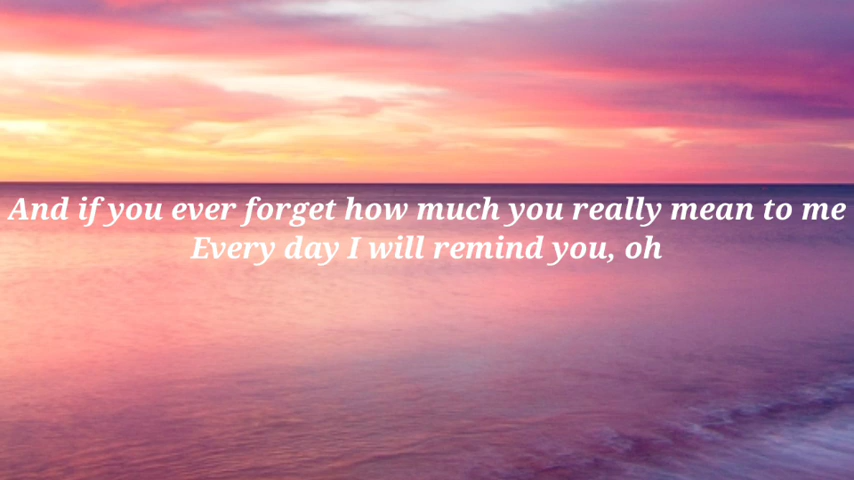 And if you ever forget how much you really mean to me
Every day I will remind you, oh